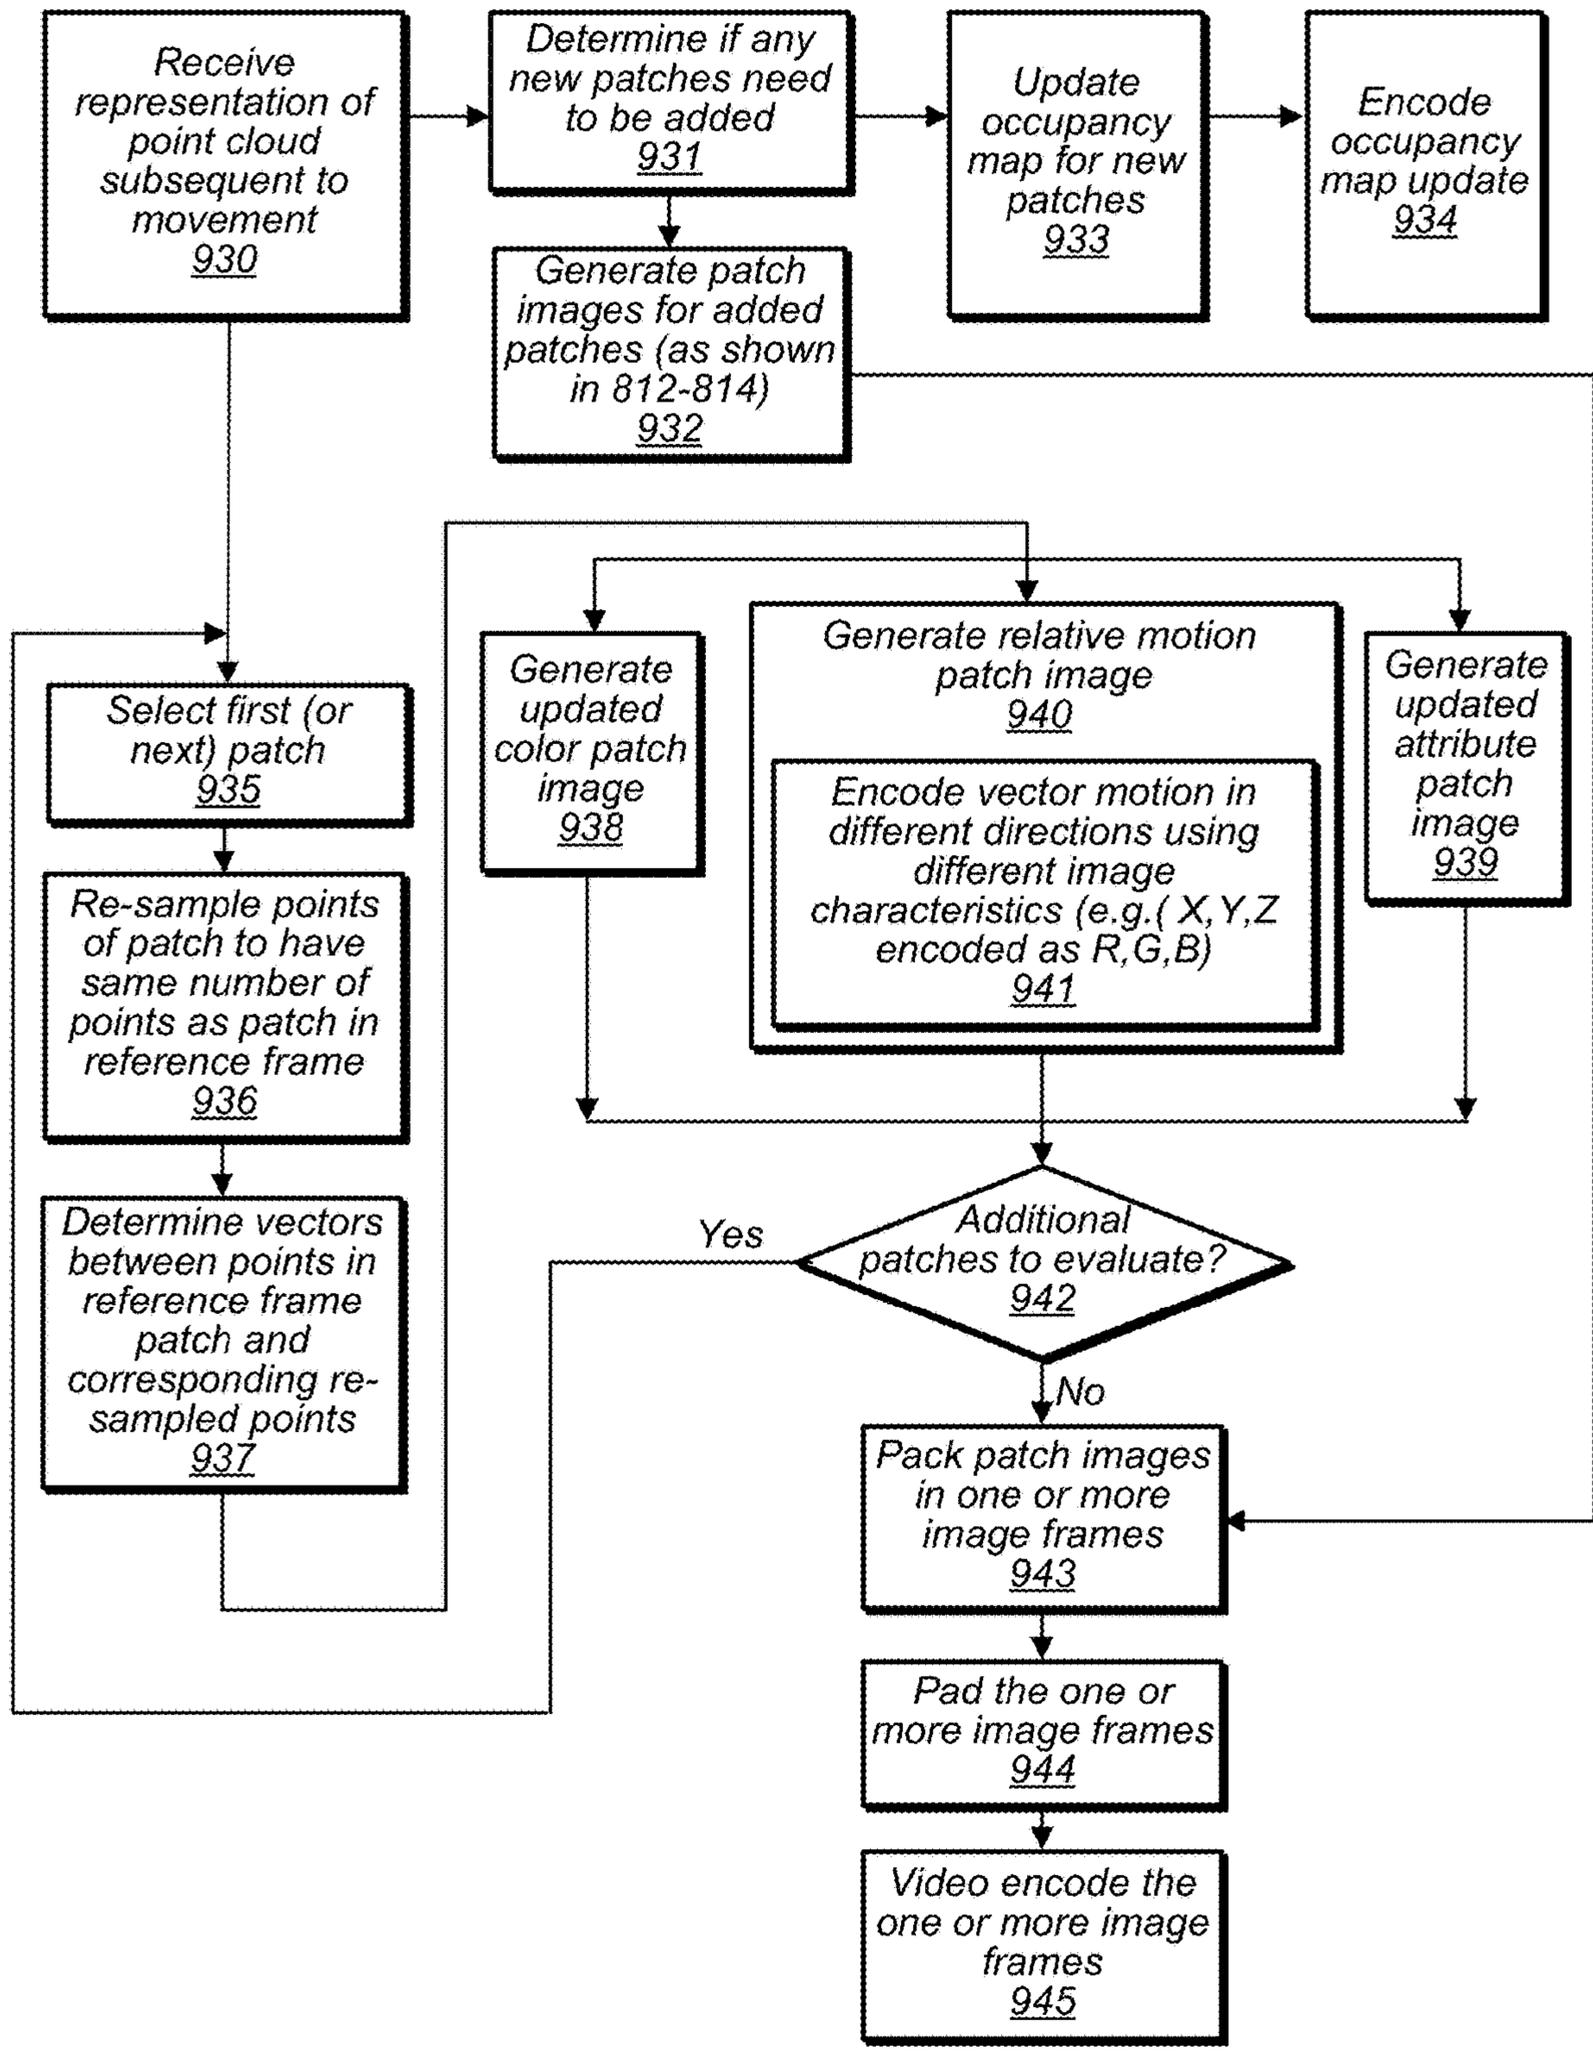 Receive
representation of
point cloud
subsequent to
movement
930
Determine if any
new patches need
to be added
931
Update
occupancy
map for new
patches
933
Encode
occupancy
map update
934
Generate patch
images for added
patches (as shown
in 812-814)
932
Select first (or
next) patch
935
Re-sample points
of patch to have
same number of
points as patch in
reference frame
936
Determine vectors
between points in
reference frame
patch and
corresponding re-
sampled points
937
Generate
updated
color patch
image
938
Generate relative motion
patch image
940
Encode vector motion in
different directions using
different image
characteristics (e.g.( X,Y,Z
encoded as R,G,B)
941
Generate
updated
attribute
patch
image
939
Additional
patches to evaluate?
942
Yes
No
Pack patch images
in one or more
image frames
943
Pad the one or
more image frames
944
Video encode the
one or more image
frames
945